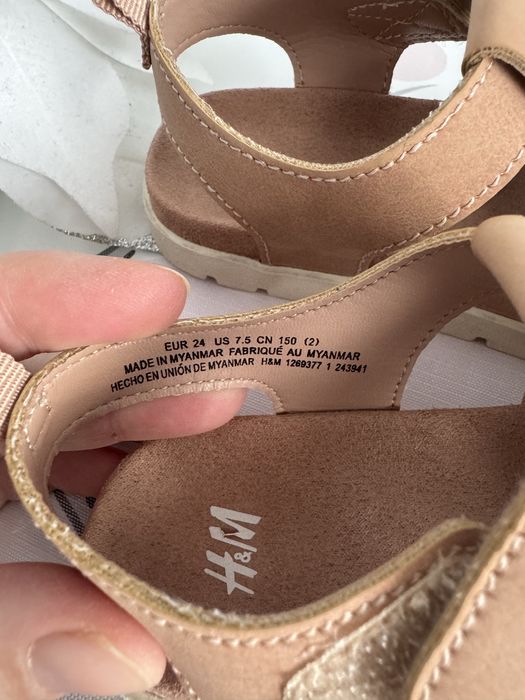 EUR 24 US 7.5 CN 150 (2)
MADE IN MYANMAR FABRIQUÉ AU MYANMAR
HECHO EN UNIÓN DE MYANMAR H&M 1269377 1 243941
H&M